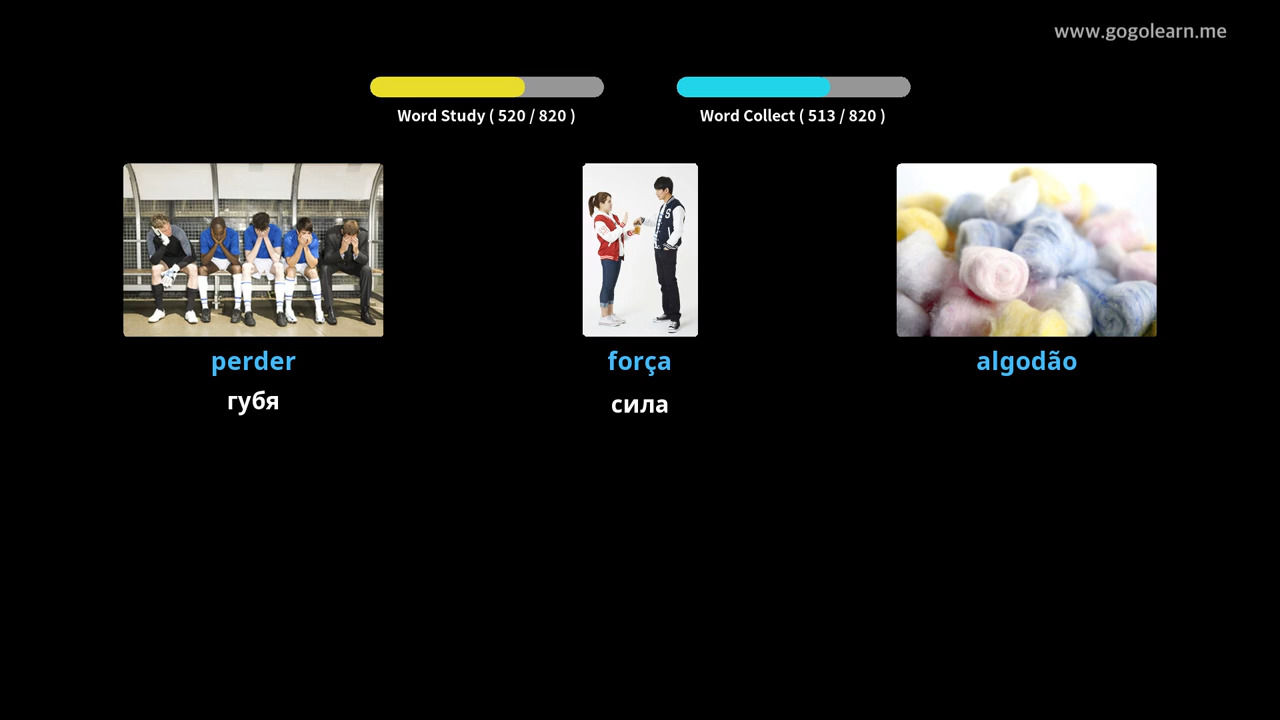 www.gogolearn.me
Word Study ( 520 / 820 )
Word Collect ( 513 / 820 )
perder
força
algodão
губя
сила